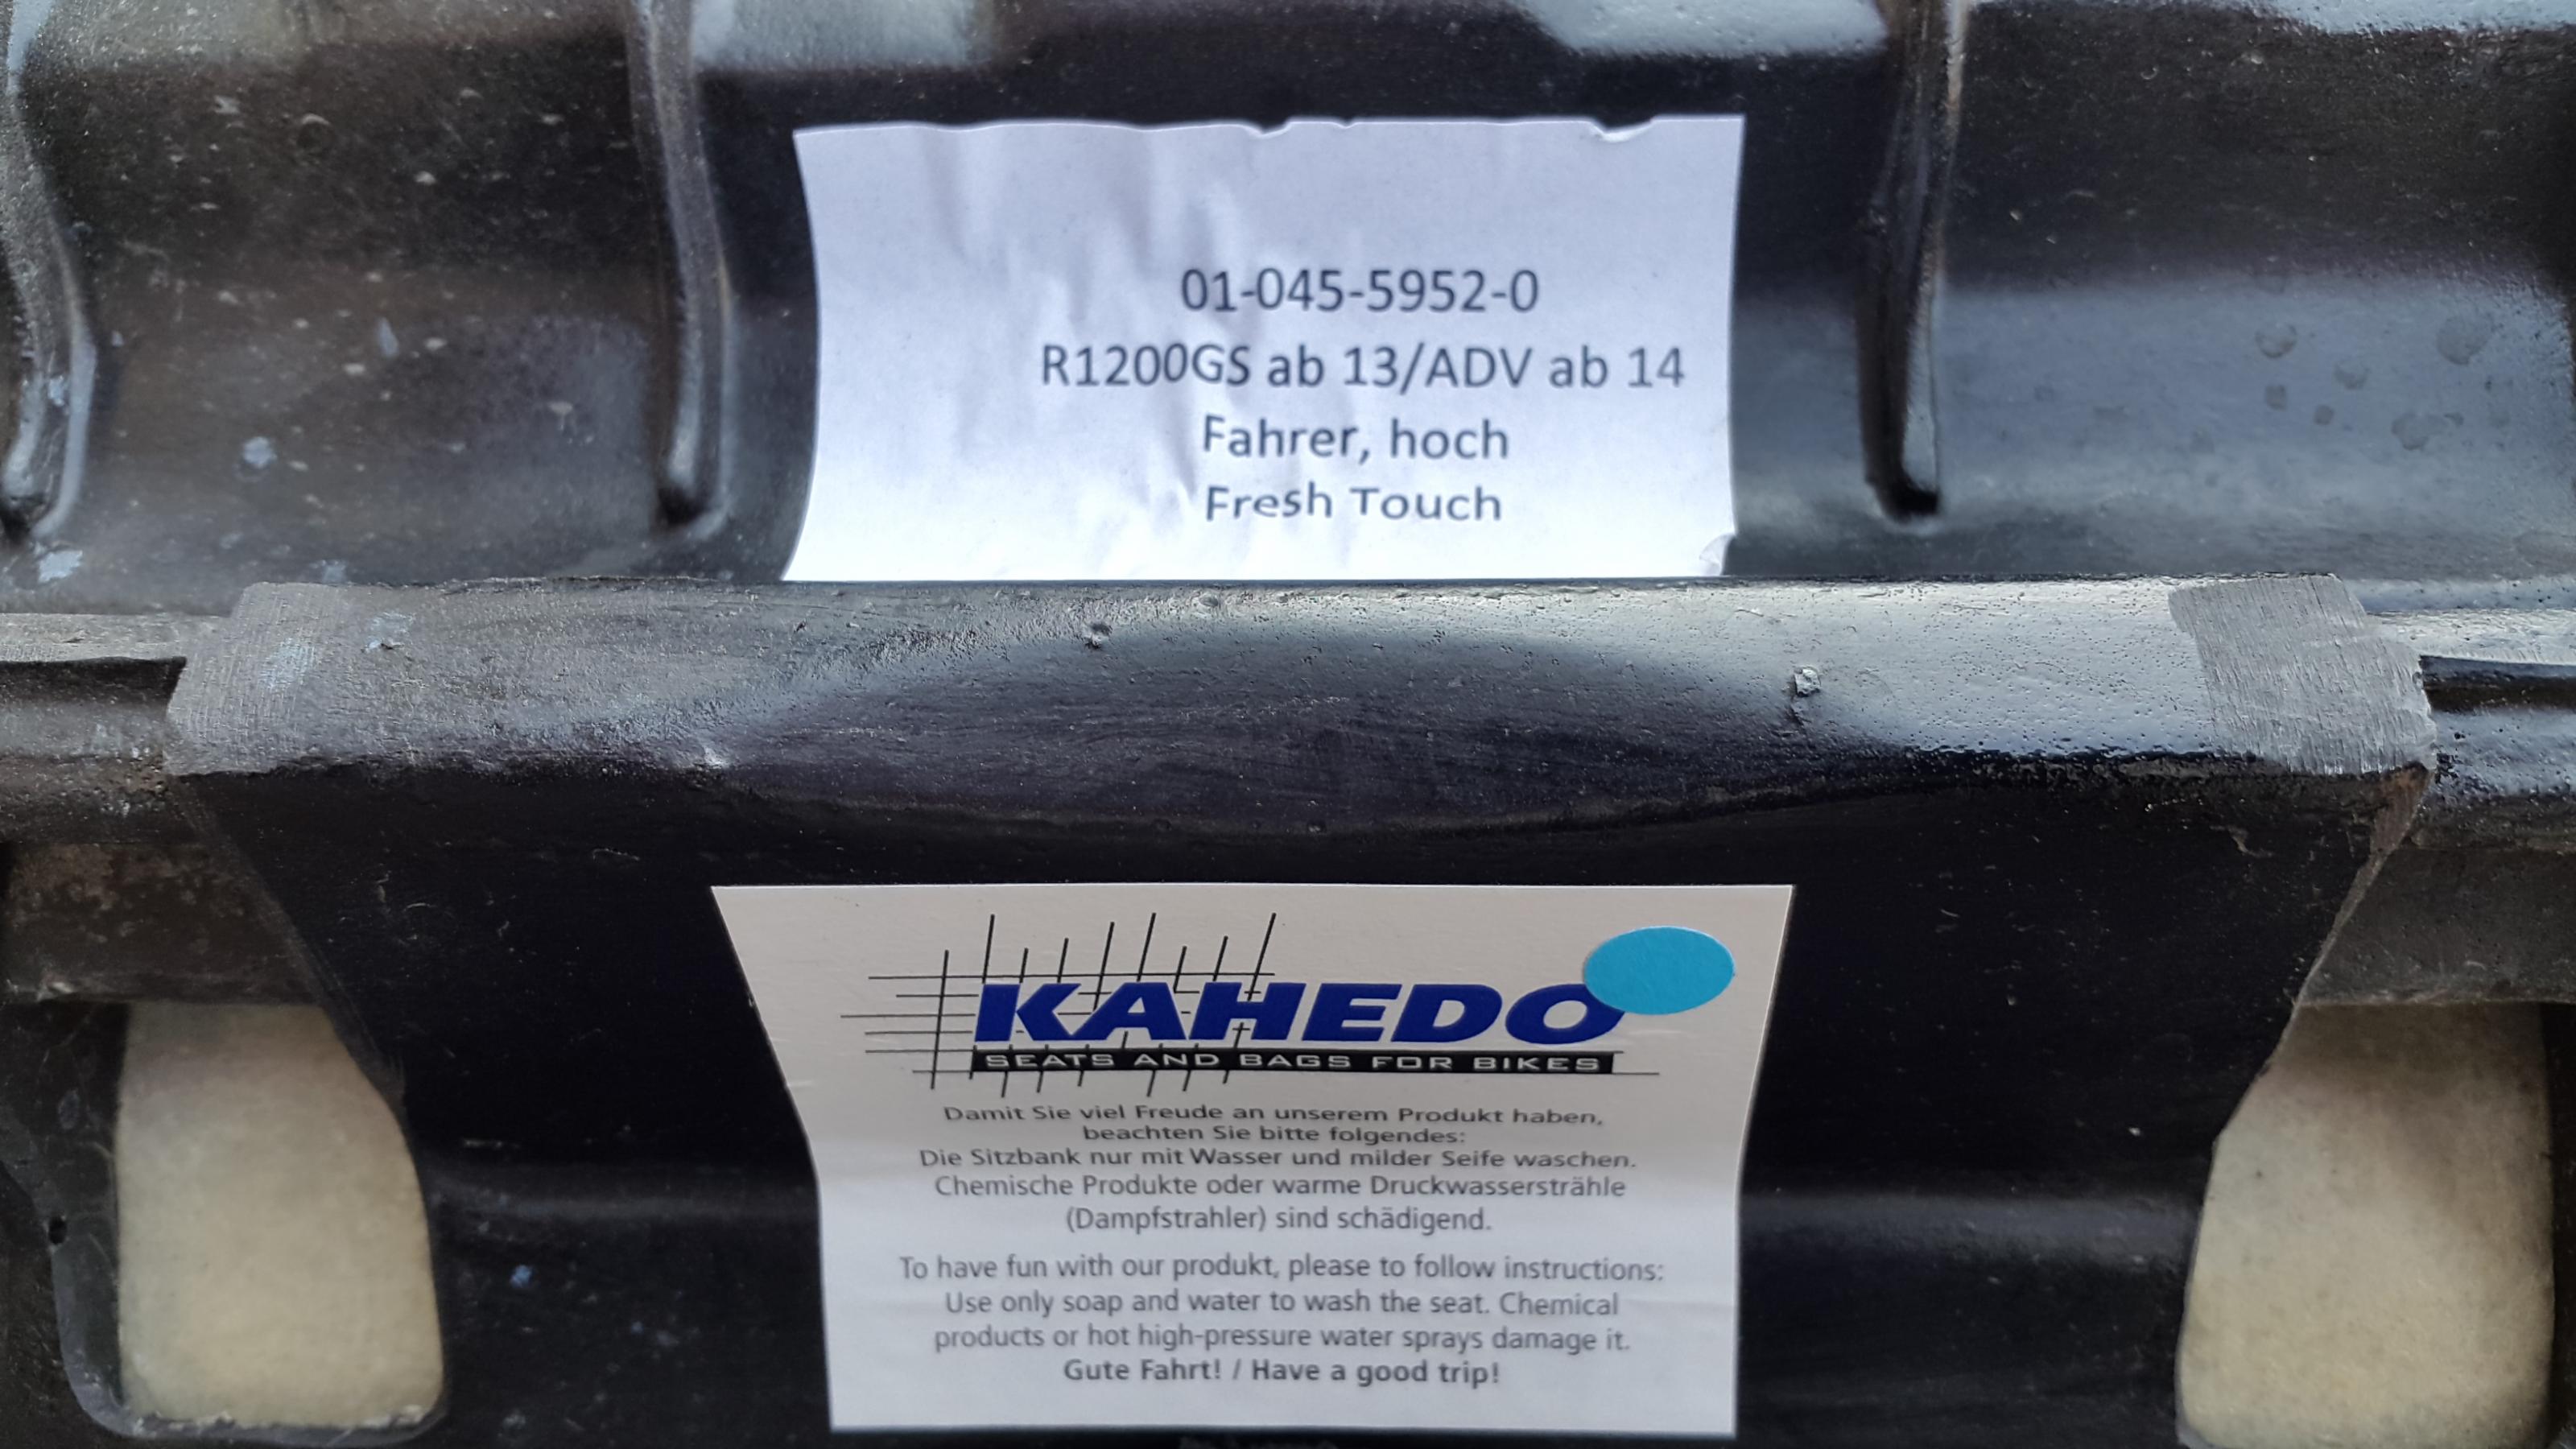 01-045-5952-0
R1200GS ab 13/ADV ab 14
Fahrer, hoch
Fresh Touch
KAHEDO
SEATS AND BAGS FOR BIKES
Damit Sie viel Freude an unserem Produkt haben,
beachten Sie bitte folgendes:
Die Sitzbank nur mit Wasser und milder Seife waschen.
Chemische Produkte oder warme Druckwassersträhle
(Dampfstrahler) sind schädigend.
To have fun with our produkt, please to follow instructions:
Use only soap and water to wash the seat. Chemical
products or hot high-pressure water sprays damage it.
Gute Fahrt! / Have a good trip!